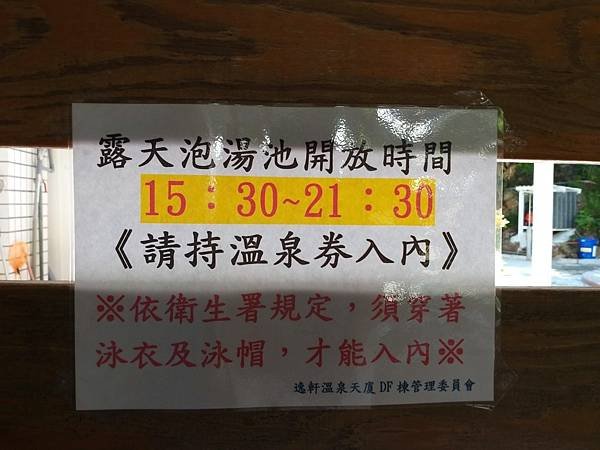 露天泡湯池開放時間
15：30~21：30
《請持溫泉券入內》
※依衛生署規定，須穿著
泳衣及泳帽，才能入內※
逸軒溫泉天廈 DF 棟管理委員會